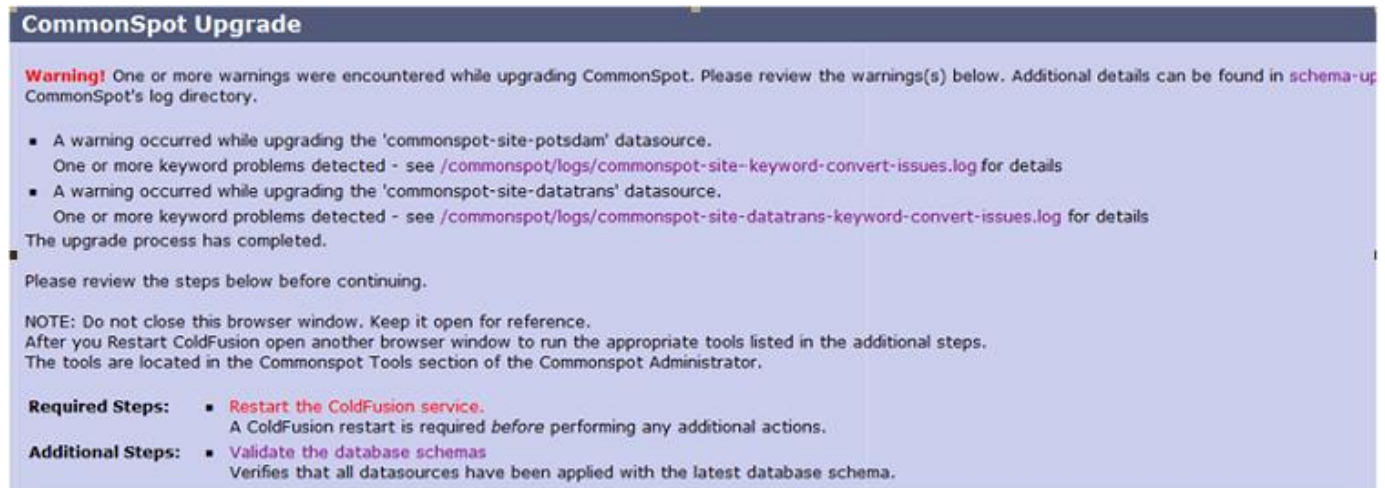 CommonSpot Upgrade
Warning! One or more warnings were encountered while upgrading CommonSpot. Please review the warnings(s) below. Additional details can be found in schema-up
CommonSpot's log directory.
▪ A warning occurred while upgrading the 'commonspot-site-potsdam' datasource.
One or more keyword problems detected - see /commonspot/logs/commonspot-site-keyword-convert-issues.log for details
▪ A warning occurred while upgrading the 'commonspot-site-datatrans' datasource.
One or more keyword problems detected - see /commonspot/logs/commonspot-site-datatrans-keyword-convert-issues.log for details
The upgrade process has completed.
Please review the steps below before continuing.
NOTE: Do not close this browser window. Keep it open for reference.
After you Restart ColdFusion open another browser window to run the appropriate tools listed in the additional steps.
The tools are located in the Commonspot Tools section of the Commonspot Administrator.
Required Steps: ▪ Restart the ColdFusion service.
A ColdFusion restart is required before performing any additional actions.
Additional Steps: ▪ Validate the database schemas
Verifies that all datasources have been applied with the latest database schema.